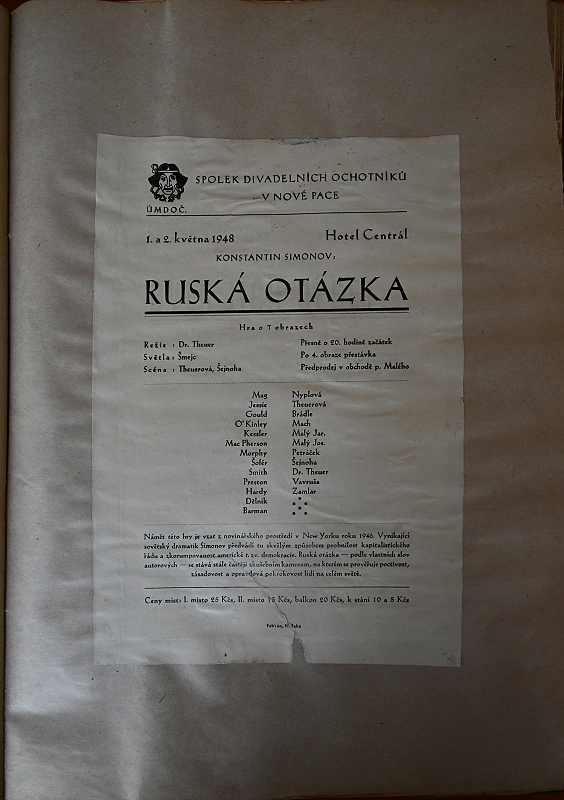 SPOLEK DIVADELNÍCH OCHOTNÍKŮ
V NOVÉ PACE
ÚMDOČ.
1. a 2. května 1948 Hotel Centrál
KONSTANTIN SIMONOV:
RUSKÁ OTÁZKA
Hra o 7 obrazech
Režie : Dr. Theuer Přesně o 20. hodině začátek
Světla : Šmejc Po 4. obraze přestávka
Scéna : Theuerová, Šejnoha Předprodej v obchodě p. Malého
Mag Nyplová
Jessie Theuerová
Gould Brádle
O'Kinley Mach
Kessler Malý Jar.
Mac Pherson Malý Jos.
Morphy Petráček
Šofér Šejnoha
Smith Dr. Theuer
Preston Vavruša
Hardy Zamlar
Dělník
Barman
Námět této hry je vzat z novinářského prostředí v New Yorku roku 1946. Vynikající
sovětský dramatik Simonov předvádí tu skvělým způsobem prohnilost kapitalistického
řádu a zkorumpovanost americké t. zv. demokracie. Ruská otázka — podle vlastních slov
autorových — se stává stále častěji zkušebním kamenem, na kterém se prověřuje poctivost,
zásadovost a opravdová pokrokovost lidí na celém světě.
Ceny míst: I. místo 25 Kčs, II. místo 18 Kčs, balkon 20 Kčs, k stání 10 a 5 Kčs
N. Paka